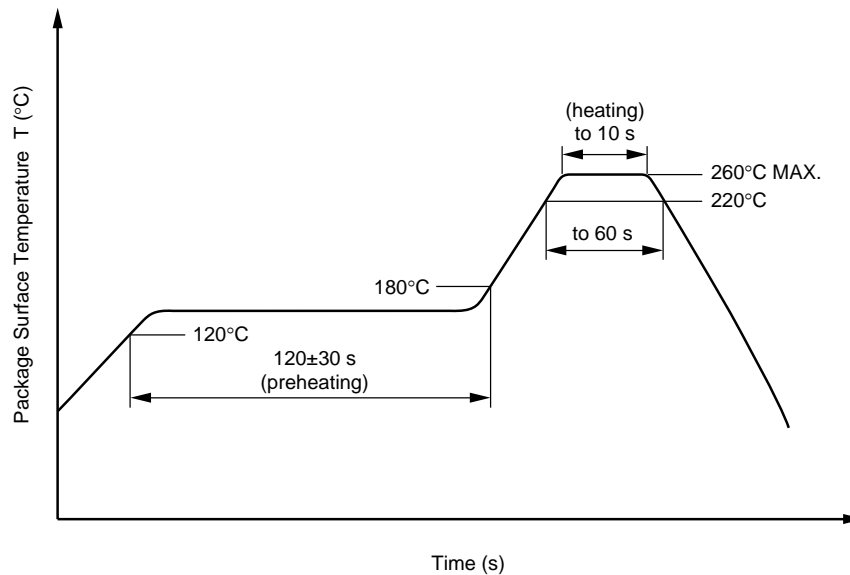 Package Surface Temperature T (°C)
(heating)
to 10 s
260°C MAX.
220°C
to 60 s
180°C
120°C
120±30 s
(preheating)
Time (s)